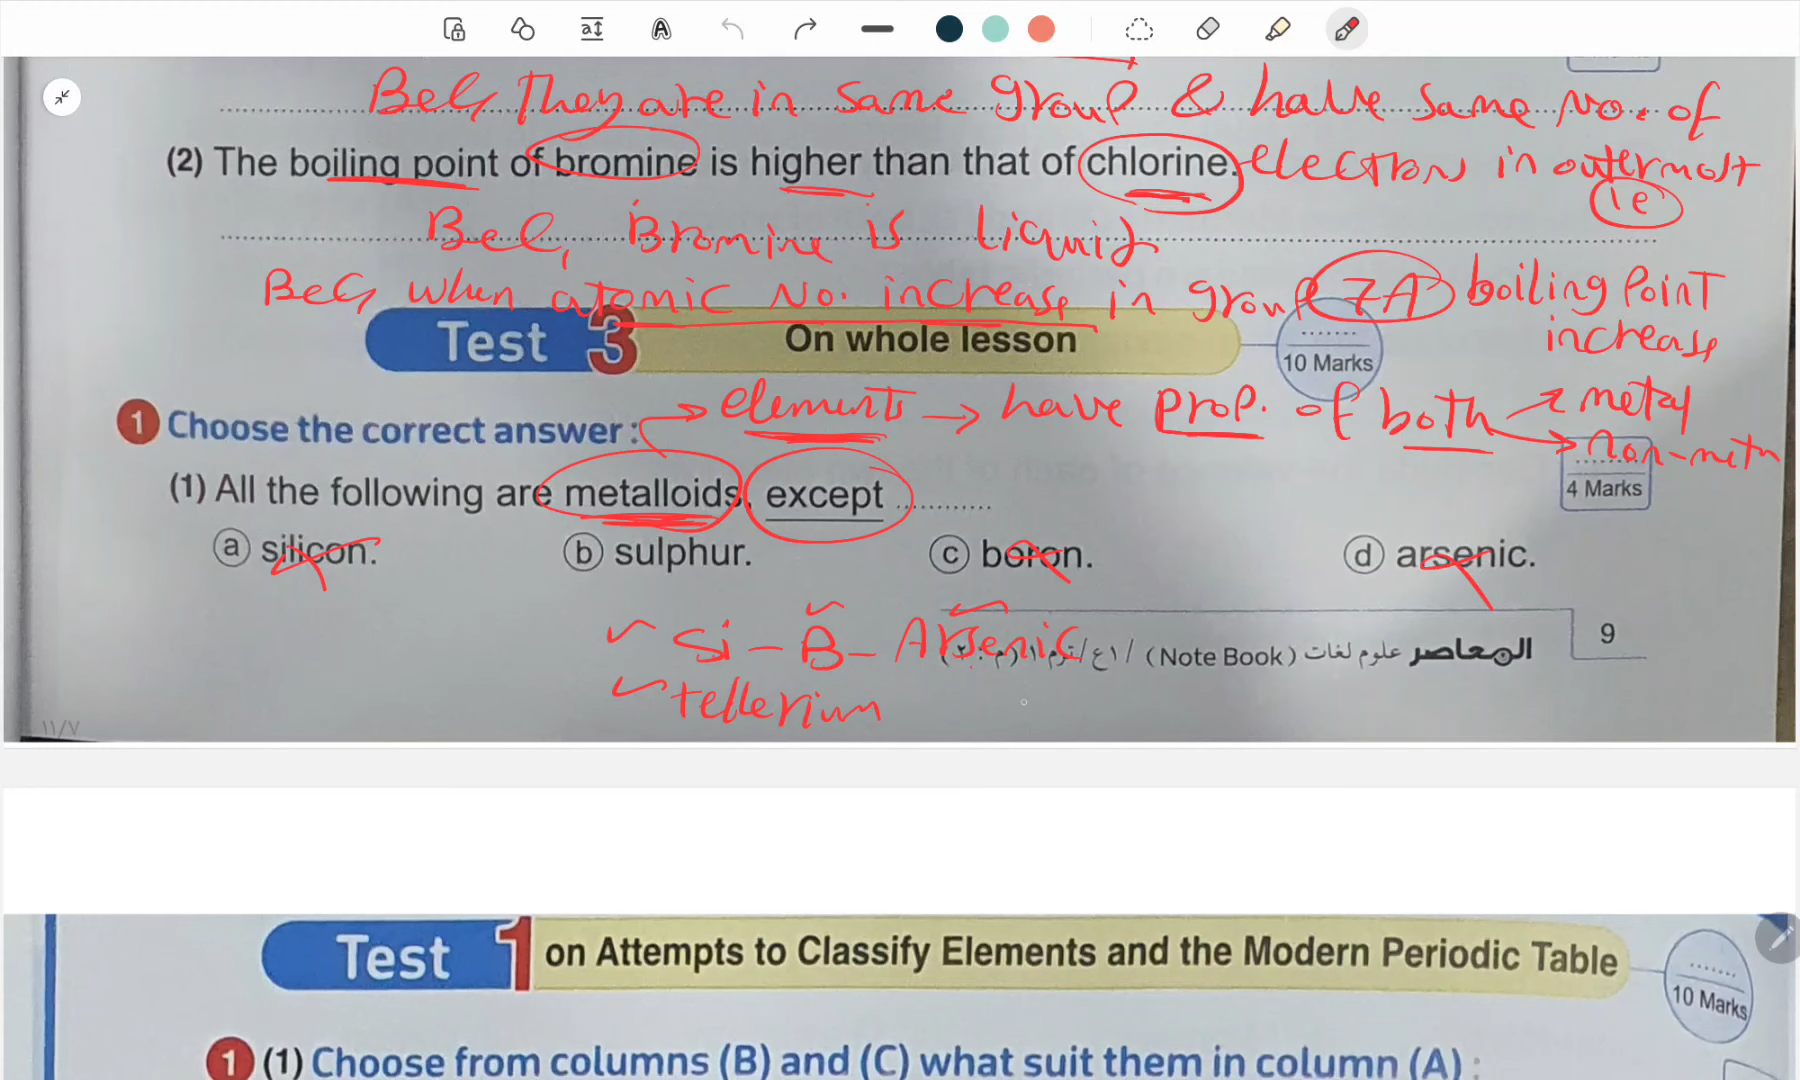 BeC, They are in same group & have same No. of
(2) The boiling point of bromine is higher than that of chlorine. electrons in outermost
1e
BeC, Bromine is liquid
BeC, when atomic No. increase in group 7A boiling Point
increase
Test 3 On whole lesson
10 Marks
elements → have prop. of both metal
non-metal
1 Choose the correct answer :
4 Marks
(1) All the following are metalloids, except ............
a silicon. b sulphur. c boron. d arsenic.
Si – B – Arsenic
tellerium
المعاصر علوم لغات (Note Book) / ١ع / ترم ١ 9
١١/٧
Test 1 on Attempts to Classify Elements and the Modern Periodic Table
10 Marks
1 (1) Choose from columns (B) and (C) what suit them in column (A) :